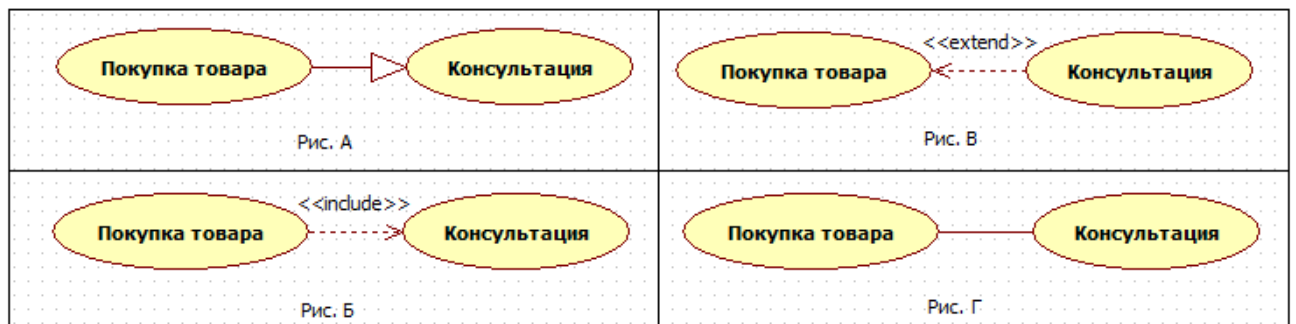 Покупка товара
Консультация
Рис. А
<<extend>>
Покупка товара
Консультация
Рис. В
<<include>>
Покупка товара
Консультация
Рис. Б
Покупка товара
Консультация
Рис. Г